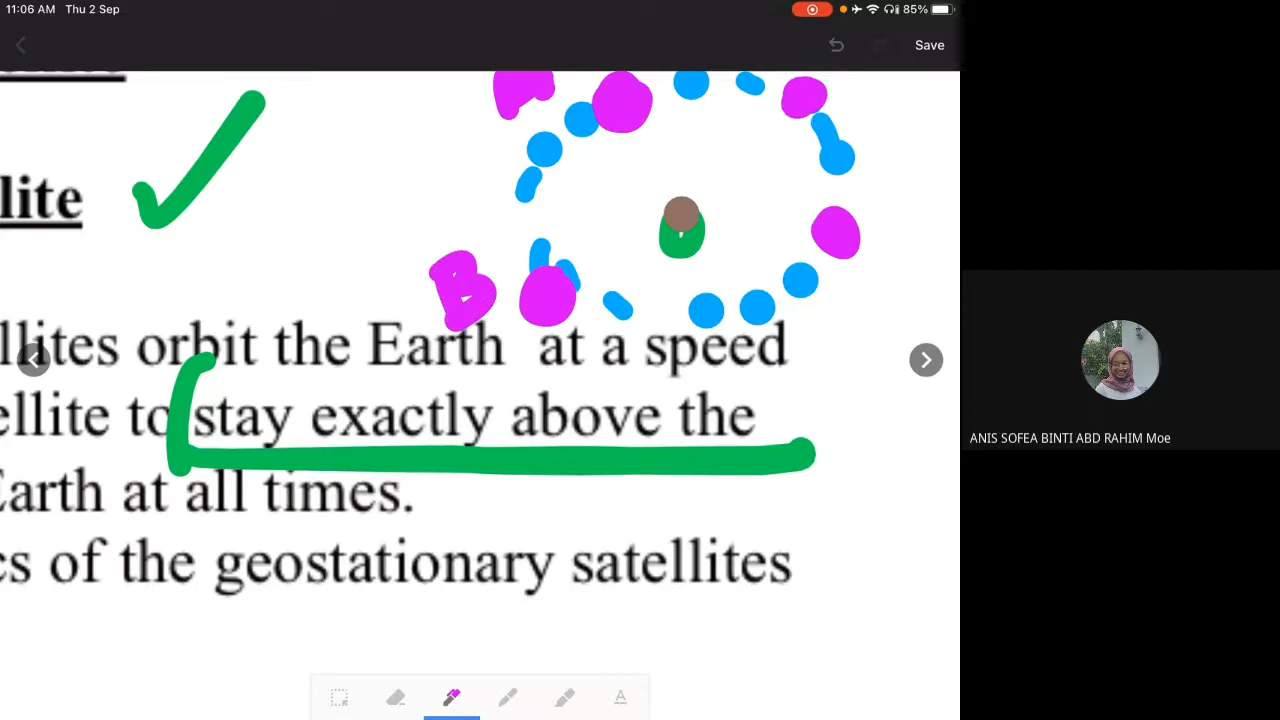 11:06 AM Thu 2 Sep
85%
Save
lite
B
llites orbit the Earth at a speed
ellite to stay exactly above the
Earth at all times.
cs of the geostationary satellites
A
ANIS SOFEA BINTI ABD RAHIM Moe